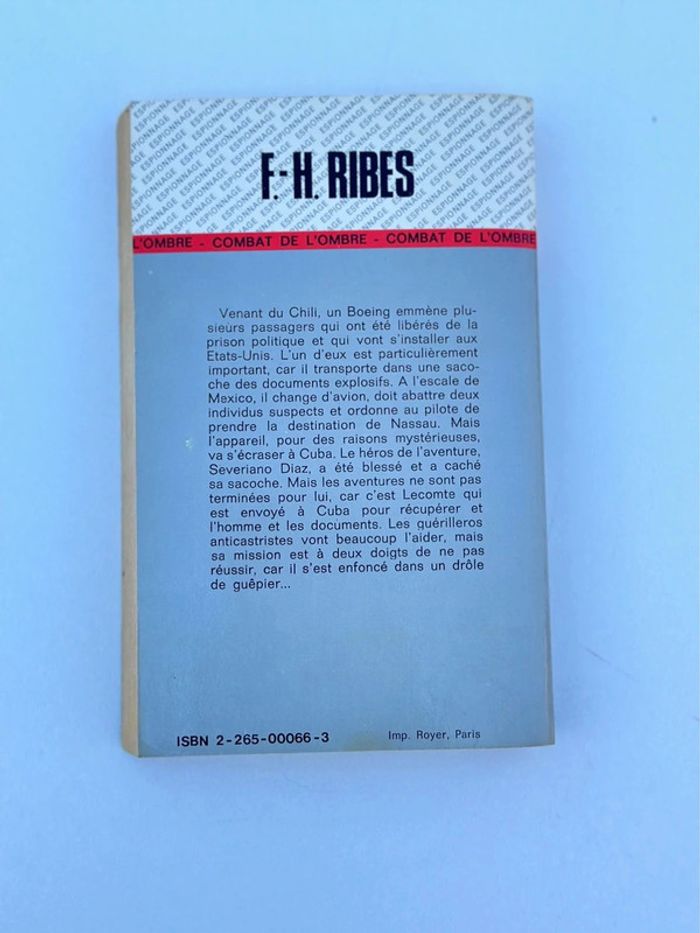 F.-H. RIBES
L'OMBRE - COMBAT DE L'OMBRE - COMBAT DE L'OMBRE
Venant du Chili, un Boeing emmène plu-
sieurs passagers qui ont été libérés de la
prison politique et qui vont s'installer aux
Etats-Unis. L'un d'eux est particulièrement
important, car il transporte dans une saco-
che des documents explosifs. A l'escale de
Mexico, il change d'avion, doit abattre deux
individus suspects et ordonne au pilote de
prendre la destination de Nassau. Mais
l'appareil, pour des raisons mystérieuses,
va s'écraser à Cuba. Le héros de l'aventure,
Severiano Diaz, a été blessé et a caché
sa sacoche. Mais les aventures ne sont pas
terminées pour lui, car c'est Lecomte qui
est envoyé à Cuba pour récupérer et
l'homme et les documents. Les guérilleros
anticastristes vont beaucoup l'aider, mais
sa mission est à deux doigts de ne pas
réussir, car il s'est enfoncé dans un drôle
de guêpier...
ISBN 2-265-00066-3 Imp. Royer, Paris